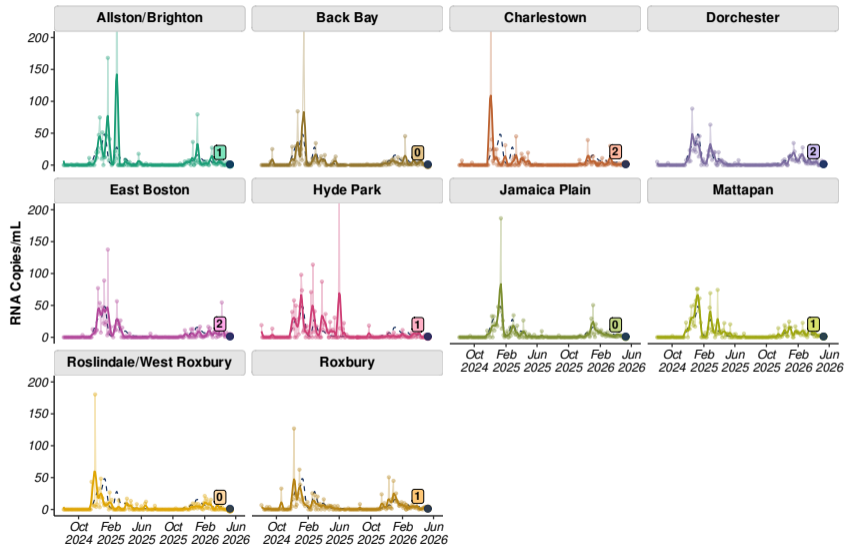 Allston/Brighton Back Bay Charlestown Dorchester
200
150
100
50
0
1 0 2 2
East Boston Hyde Park Jamaica Plain Mattapan
RNA Copies/mL
200
150
100
50
0
2 1 0 1
Oct 2024 Feb 2025 Jun 2025 Oct 2025 Feb 2026 Jun 2026 Oct 2024 Feb 2025 Jun 2025 Oct 2025 Feb 2026 Jun 2026
Roslindale/West Roxbury Roxbury
200
150
100
50
0
0 1
Oct 2024 Feb 2025 Jun 2025 Oct 2025 Feb 2026 Jun 2026 Oct 2024 Feb 2025 Jun 2025 Oct 2025 Feb 2026 Jun 2026